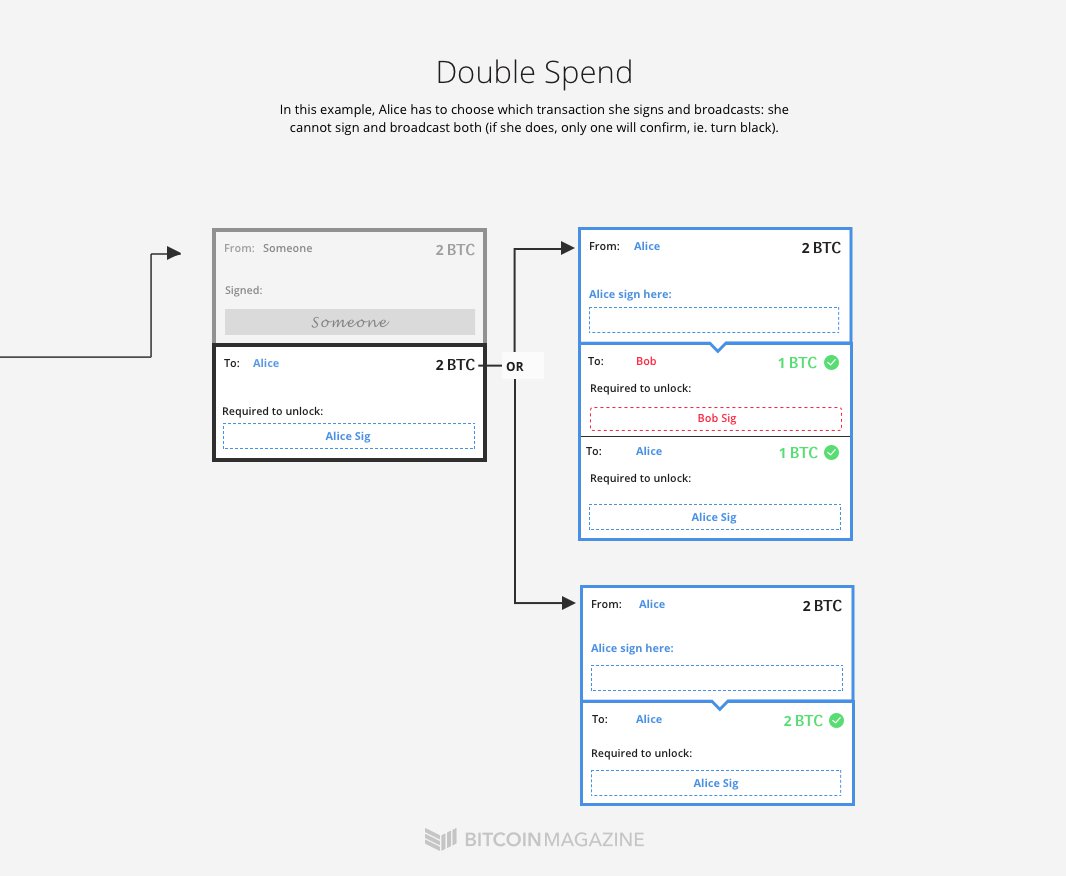 Double Spend
In this example, Alice has to choose which transaction she signs and broadcasts: she
cannot sign and broadcast both (if she does, only one will confirm, ie. turn black).
From: Someone 2 BTC
Signed:
Someone
To: Alice 2 BTC
Required to unlock:
Alice Sig
OR
From: Alice 2 BTC
Alice sign here:
To: Bob 1 BTC
Required to unlock:
Bob Sig
To: Alice 1 BTC
Required to unlock:
Alice Sig
From: Alice 2 BTC
Alice sign here:
To: Alice 2 BTC
Required to unlock:
Alice Sig
BITCOINMAGAZINE